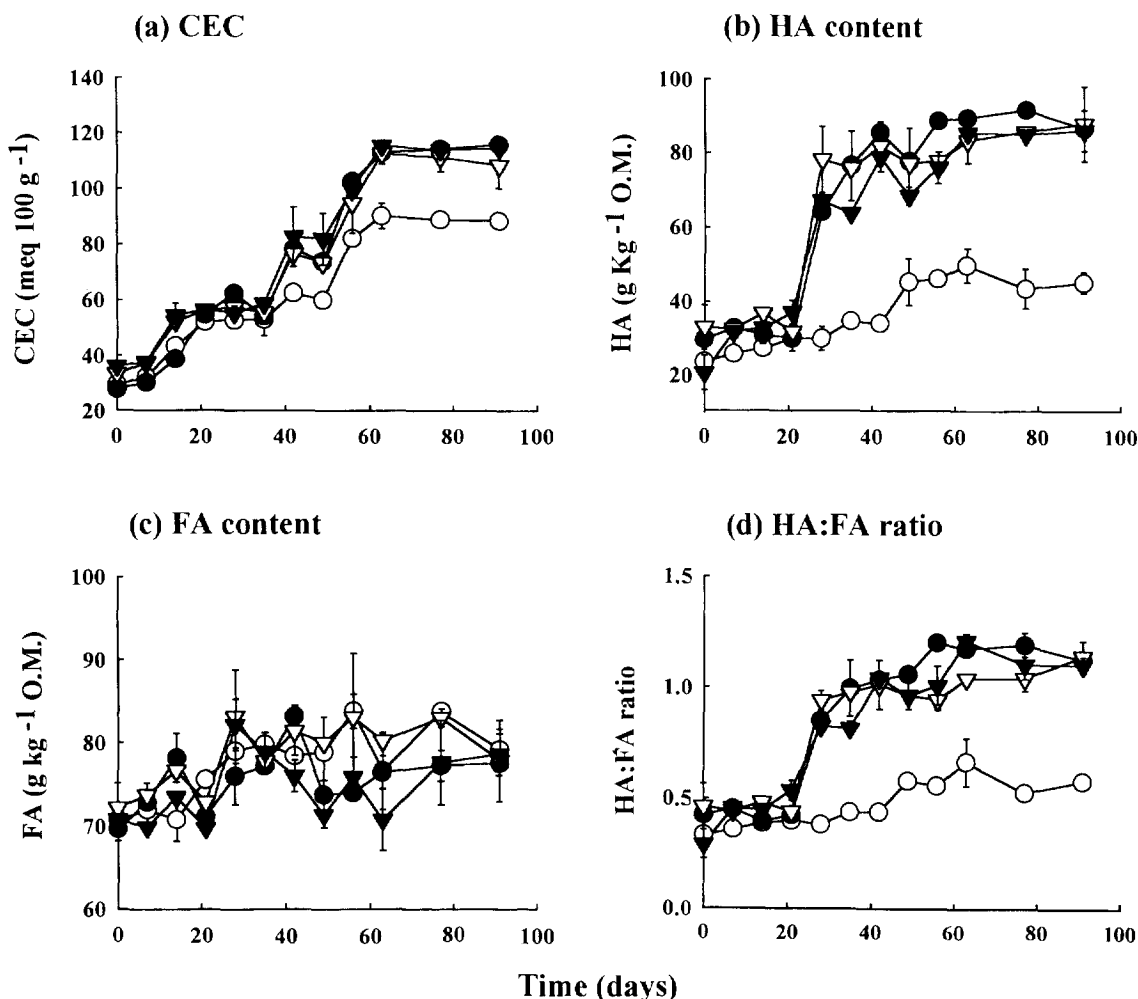 (a) CEC
(b) HA content
140
120
100
80
60
40
20
CEC (meq 100 g -1)
0 20 40 60 80 100
100
80
60
40
20
HA (g Kg -1 O.M.)
0 20 40 60 80 100
(c) FA content
(d) HA:FA ratio
100
90
80
70
60
FA (g kg -1 O.M.)
0 20 40 60 80 100
1.5
1.0
0.5
0.0
HA:FA ratio
0 20 40 60 80 100
Time (days)